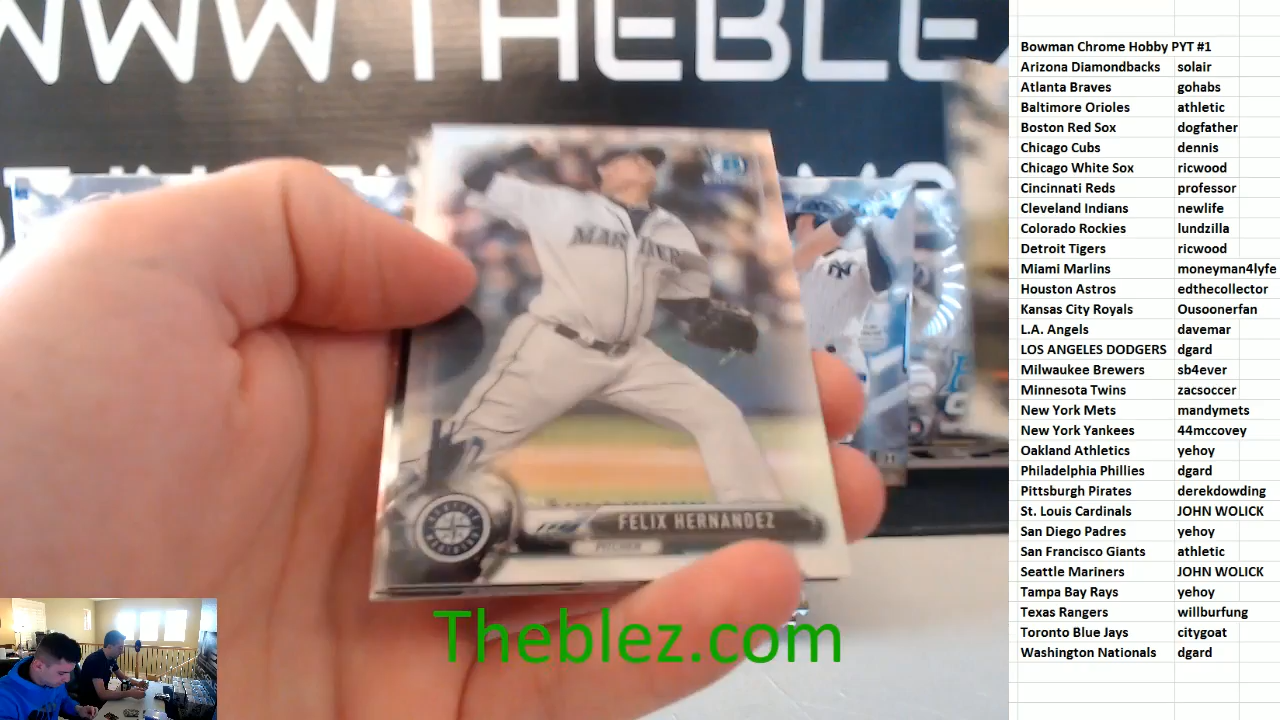 WWW.THEBLEZ
MARINERS
NY
FELIX HERNANDEZ
PITCHER
Theblez.com
Bowman Chrome Hobby PYT #1
Arizona Diamondbacks solair
Atlanta Braves gohabs
Baltimore Orioles athletic
Boston Red Sox dogfather
Chicago Cubs dennis
Chicago White Sox ricwood
Cincinnati Reds professor
Cleveland Indians newlife
Colorado Rockies lundzilla
Detroit Tigers ricwood
Miami Marlins moneyman4lyfe
Houston Astros edthecollector
Kansas City Royals Ousoonerfan
L.A. Angels davemar
LOS ANGELES DODGERS dgard
Milwaukee Brewers sb4ever
Minnesota Twins zacsoccer
New York Mets mandymets
New York Yankees 44mccovey
Oakland Athletics yehoy
Philadelphia Phillies dgard
Pittsburgh Pirates derekdowding
St. Louis Cardinals JOHN WOLICK
San Diego Padres yehoy
San Francisco Giants athletic
Seattle Mariners JOHN WOLICK
Tampa Bay Rays yehoy
Texas Rangers willburfung
Toronto Blue Jays citygoat
Washington Nationals dgard